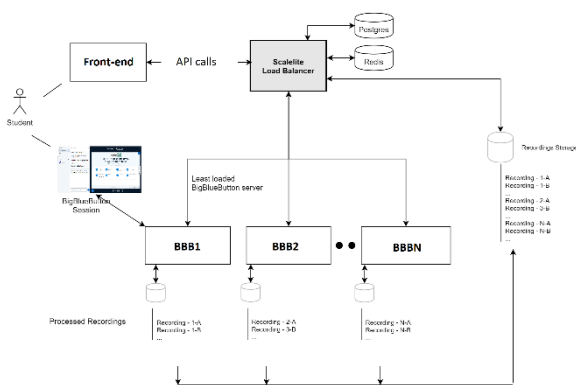 Postgres
Front-end
API calls
Scalelite
Load Balancer
Redis
Student
Recordings Storage
Least loaded
BigBlueButton server
BigBlueButton
Session
Recording - 1-A
Recording - 1-B
...
Recording - 2-A
Recording - 3-B
...
Recording - N-A
Recording - N-B
...
BBB1
BBB2
BBBN
Processed Recordings
Recording - 1-A
Recording - 1-B
...
Recording - 2-A
Recording - 3-B
...
Recording - N-A
Recording - N-B
...